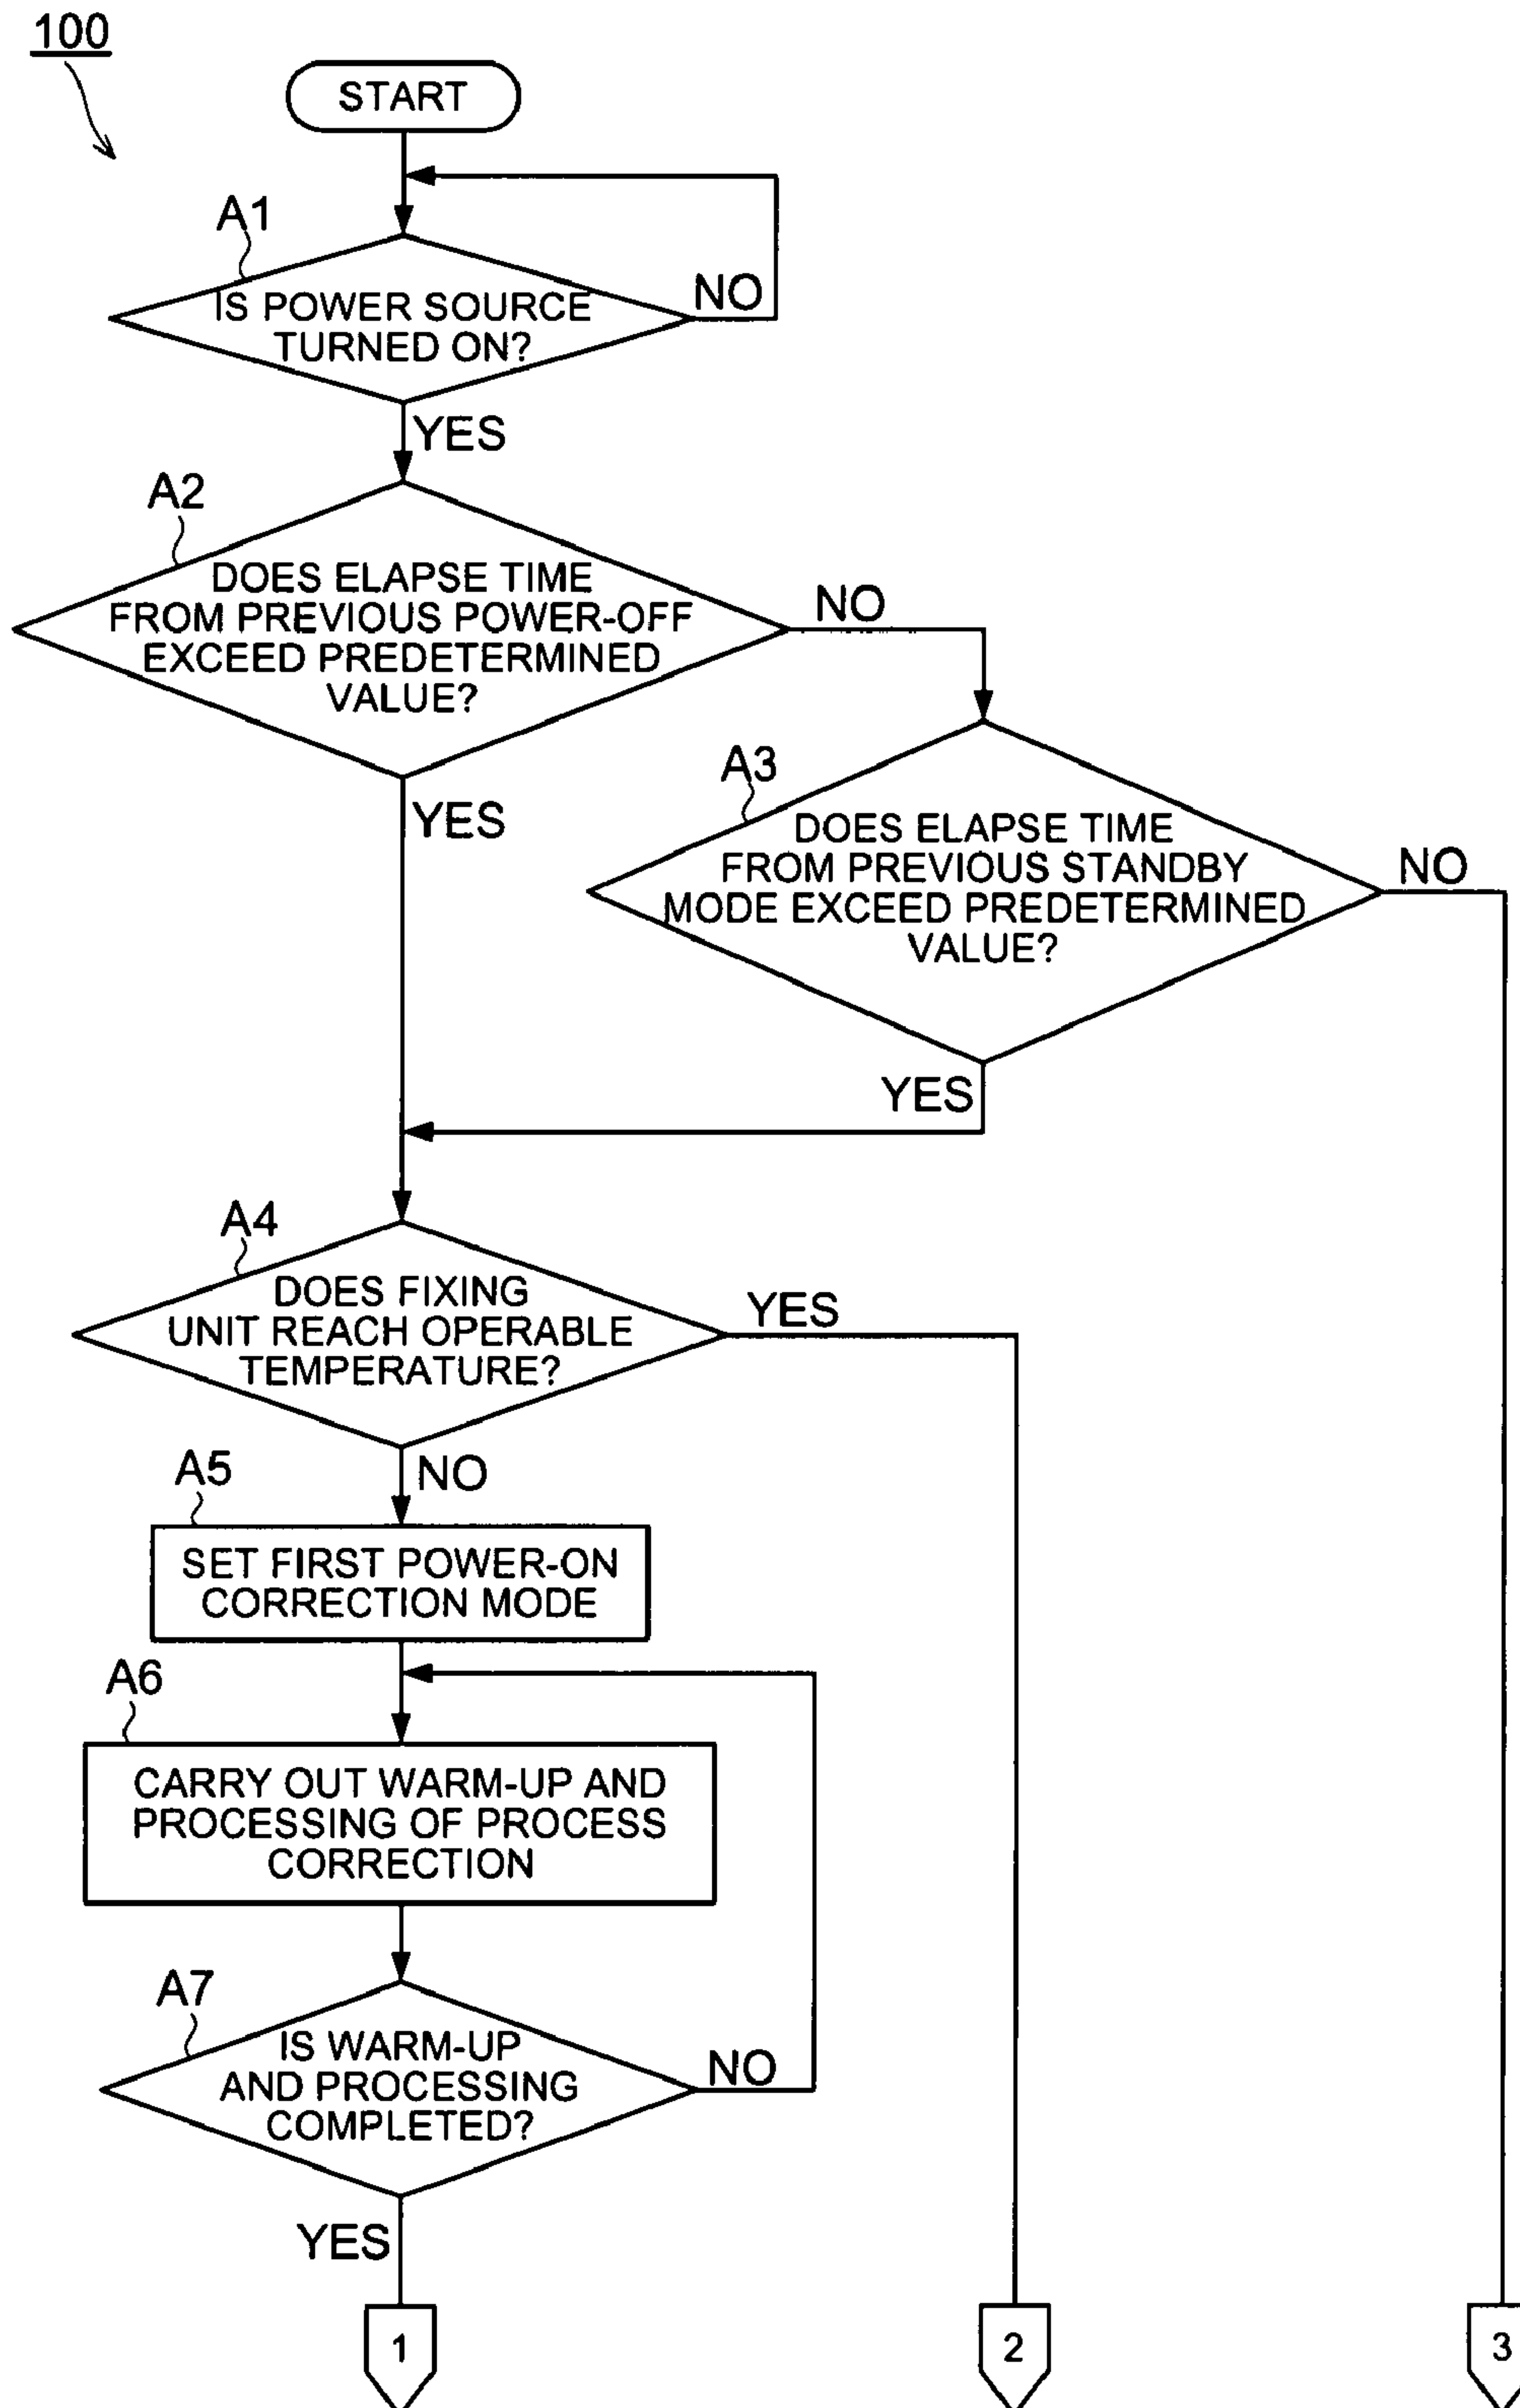 100
START
A1
IS POWER SOURCE
TURNED ON?
NO
YES
A2
DOES ELAPSE TIME
FROM PREVIOUS POWER-OFF
EXCEED PREDETERMINED
VALUE?
NO
YES
A3
DOES ELAPSE TIME
FROM PREVIOUS STANDBY
MODE EXCEED PREDETERMINED
VALUE?
NO
YES
A4
DOES FIXING
UNIT REACH OPERABLE
TEMPERATURE?
YES
NO
A5
SET FIRST POWER-ON
CORRECTION MODE
A6
CARRY OUT WARM-UP AND
PROCESSING OF PROCESS
CORRECTION
A7
IS WARM-UP
AND PROCESSING
COMPLETED?
NO
YES
1
2
3